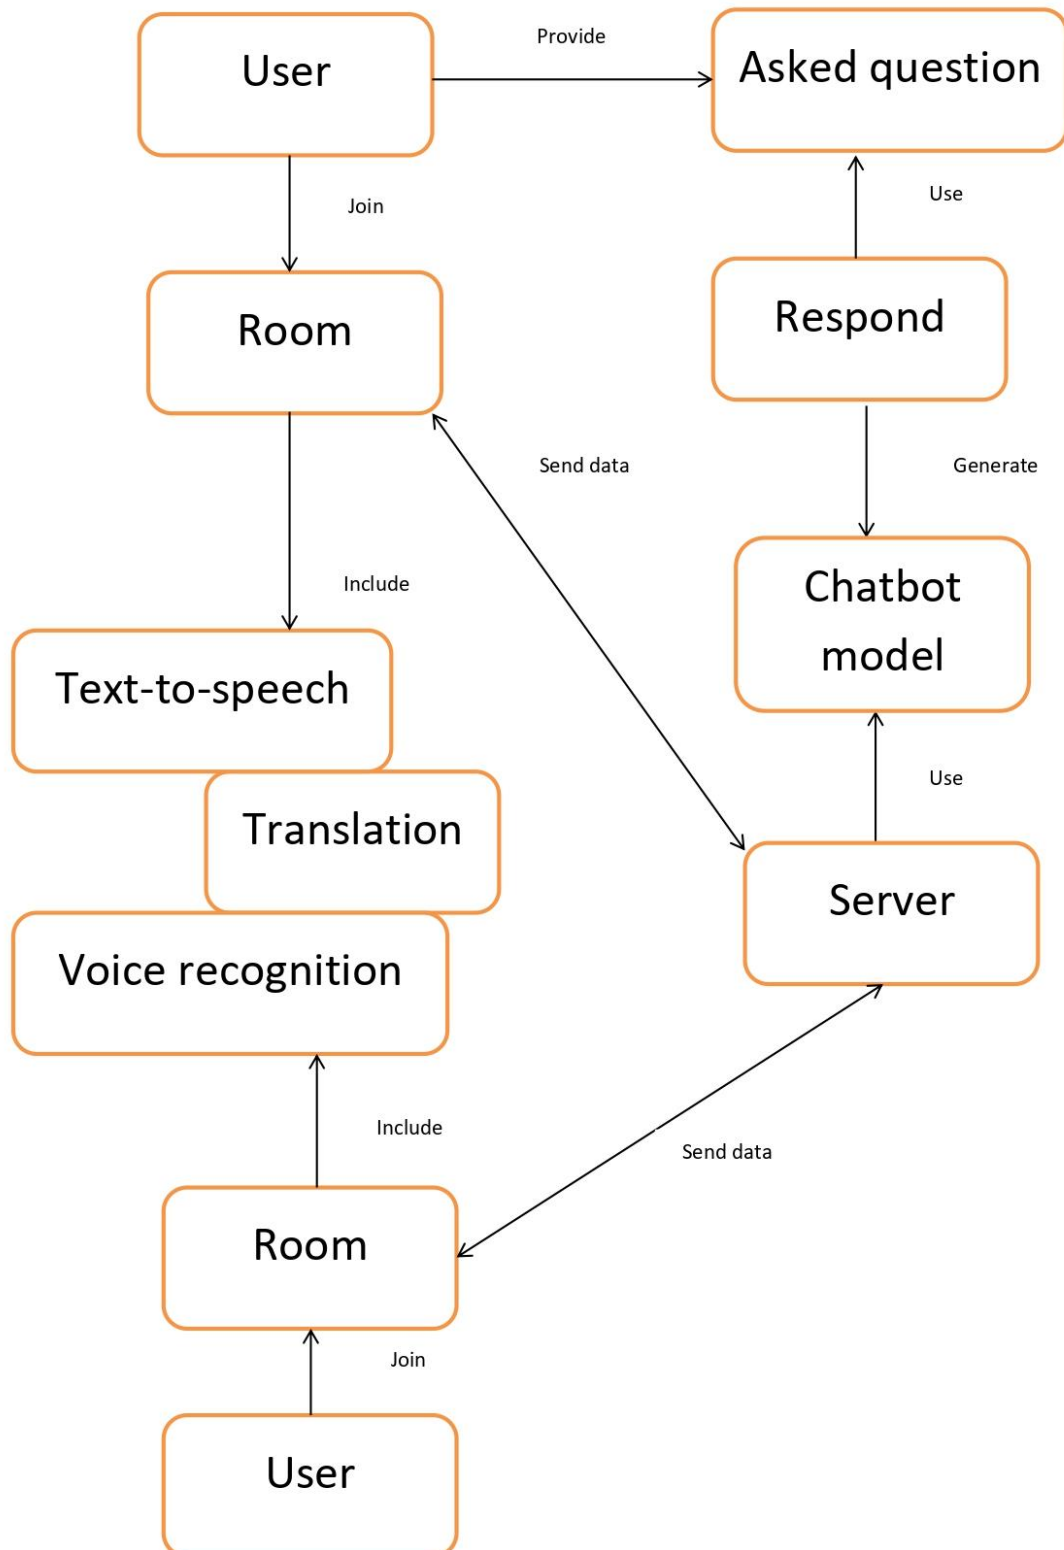 User
Provide
Asked question
Join
Use
Room
Respond
Send data
Generate
Include
Chatbot
model
Text-to-speech
Use
Translation
Server
Voice recognition
Include
Send data
Room
Join
User